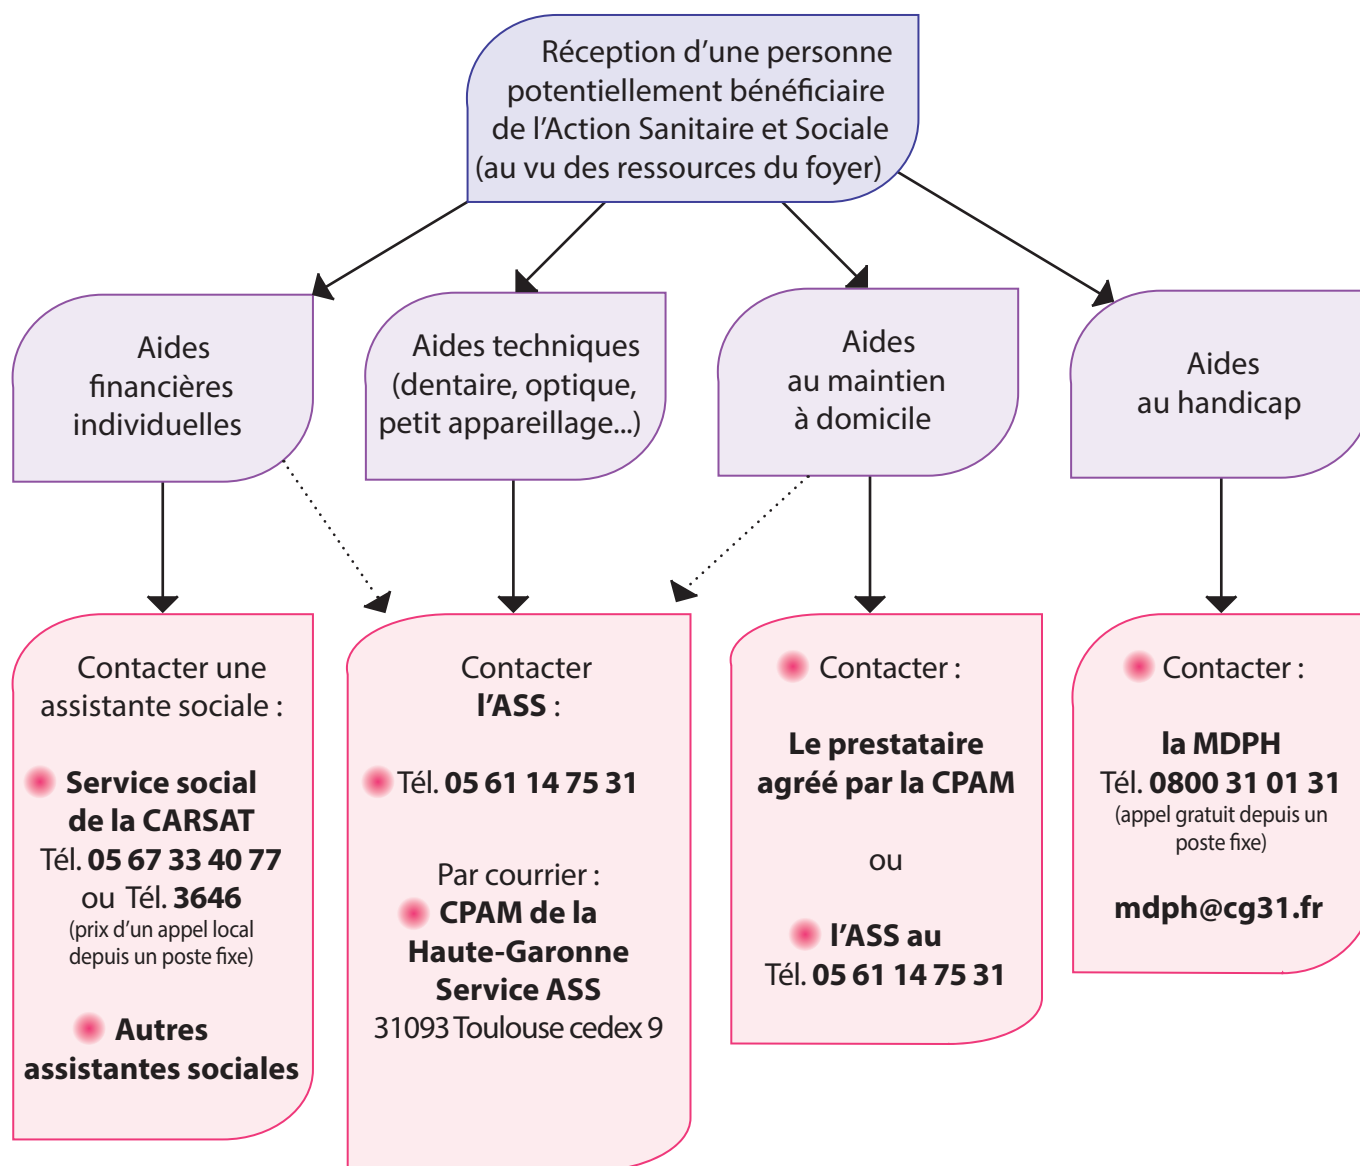 Réception d’une personne
potentiellement bénéficiaire
de l’Action Sanitaire et Sociale
(au vu des ressources du foyer)
Aides
financières
individuelles
Aides techniques
(dentaire, optique,
petit appareillage...)
Aides
au maintien
à domicile
Aides
au handicap
Contacter une
assistante sociale :
Service social
de la CARSAT
Tél. 05 67 33 40 77
ou Tél. 3646
(prix d’un appel local
depuis un poste fixe)
Autres
assistantes sociales
Contacter
l’ASS :
Tél. 05 61 14 75 31
Par courrier :
CPAM de la
Haute-Garonne
Service ASS
31093 Toulouse cedex 9
Contacter :
Le prestataire
agréé par la CPAM
ou
l’ASS au
Tél. 05 61 14 75 31
Contacter :
la MDPH
Tél. 0800 31 01 31
(appel gratuit depuis un
poste fixe)
mdph@cg31.fr